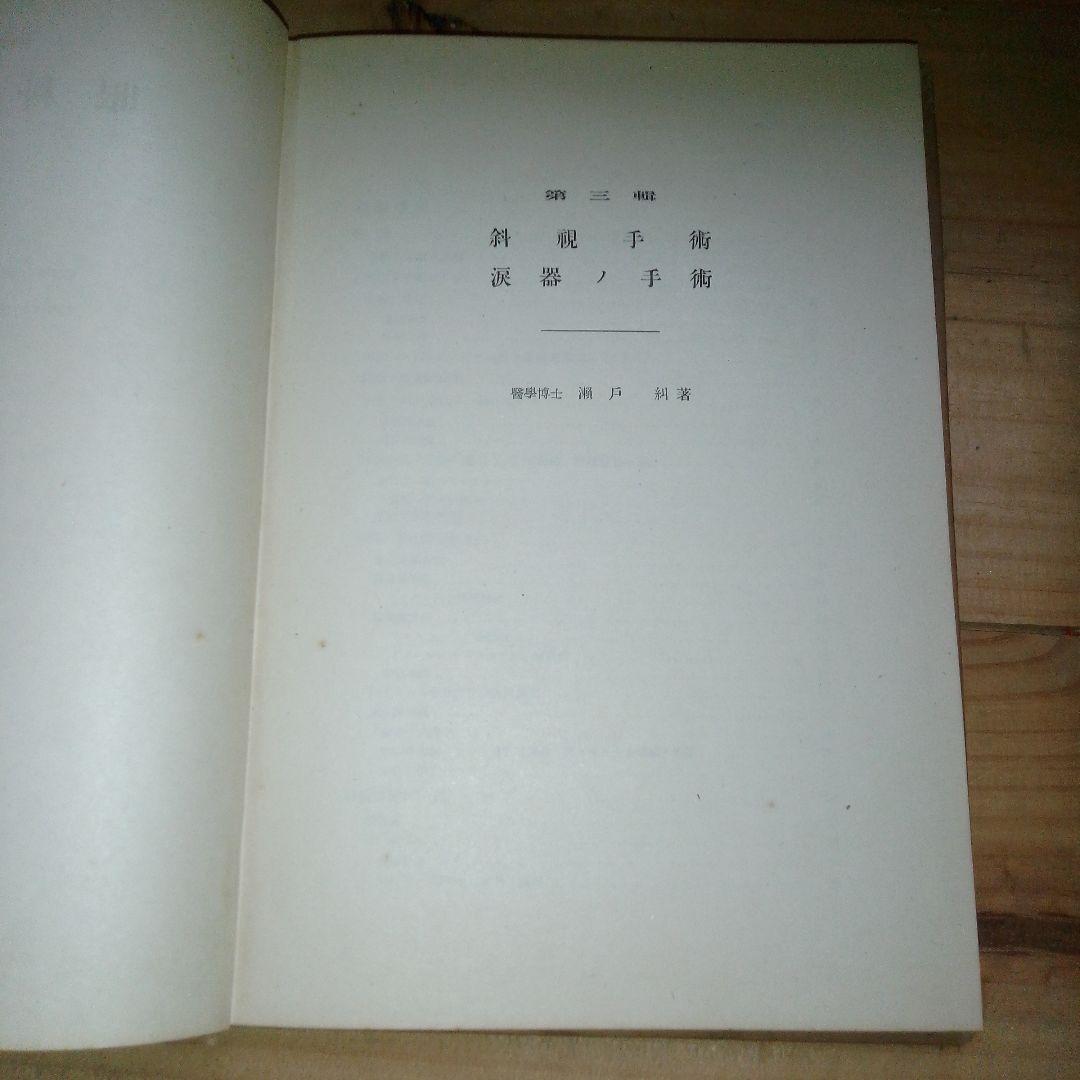 第三輯
斜視手術
涙器ノ手術
醫學博士 瀨戶 糾著